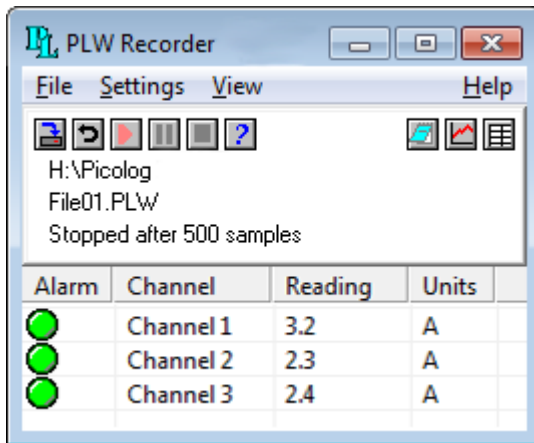 PLW Recorder
File Settings View Help
?
H:\Picolog
File01.PLW
Stopped after 500 samples
Alarm Channel Reading Units
Channel 1 3.2 A
Channel 2 2.3 A
Channel 3 2.4 A